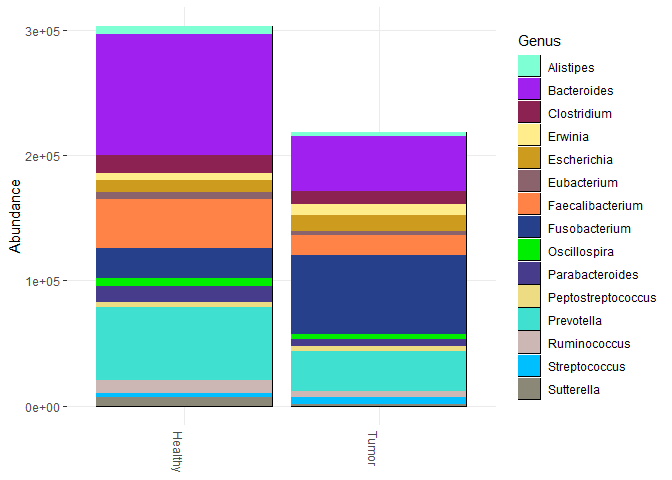 3e+05
2e+05
1e+05
0e+00
Abundance
Healthy
Tumor
Genus
Alistipes
Bacteroides
Clostridium
Erwinia
Escherichia
Eubacterium
Faecalibacterium
Fusobacterium
Oscillospira
Parabacteroides
Peptostreptococcus
Prevotella
Ruminococcus
Streptococcus
Sutterella